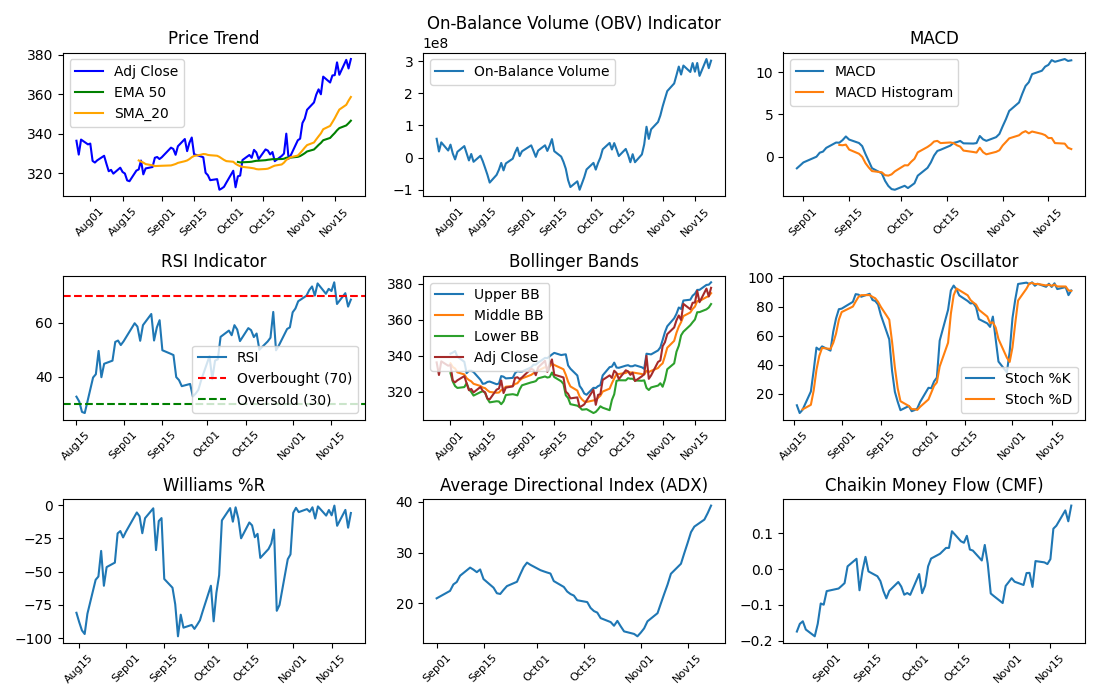 Price Trend
380
360
340
320
Adj Close
EMA 50
SMA_20
Aug01
Aug15
Sep01
Sep15
Oct01
Oct15
Nov01
Nov15
On-Balance Volume (OBV) Indicator
1e8
3
2
1
0
−1
On-Balance Volume
Aug01
Aug15
Sep01
Sep15
Oct01
Oct15
Nov01
Nov15
MACD
10
5
0
MACD
MACD Histogram
Sep01
Sep15
Oct01
Oct15
Nov01
Nov15
RSI Indicator
60
40
RSI
Overbought (70)
Oversold (30)
Aug15
Sep01
Sep15
Oct01
Oct15
Nov01
Nov15
Bollinger Bands
380
360
340
320
Upper BB
Middle BB
Lower BB
Adj Close
Aug01
Aug15
Sep01
Sep15
Oct01
Oct15
Nov01
Nov15
Stochastic Oscillator
100
80
60
40
20
Stoch %K
Stoch %D
Aug15
Sep01
Sep15
Oct01
Oct15
Nov01
Nov15
Williams %R
0
−25
−50
−75
−100
Aug15
Sep01
Sep15
Oct01
Oct15
Nov01
Nov15
Average Directional Index (ADX)
40
30
20
Sep01
Sep15
Oct01
Oct15
Nov01
Nov15
Chaikin Money Flow (CMF)
0.1
0.0
−0.1
−0.2
Sep01
Sep15
Oct01
Oct15
Nov01
Nov15